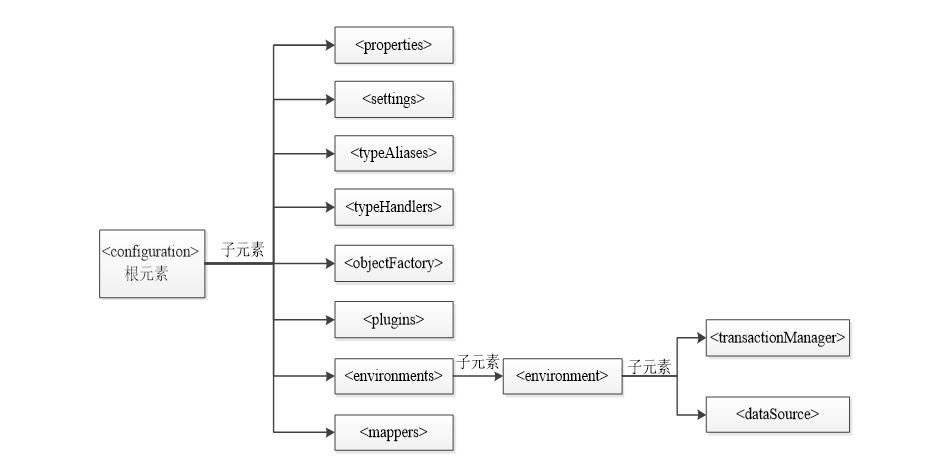 <properties>
<settings>
<typeAliases>
<typeHandlers>
<configuration>
根元素
子元素
<objectFactory>
<plugins>
<environments>
子元素
<environment>
子元素
<transactionManager>
<dataSource>
<mappers>